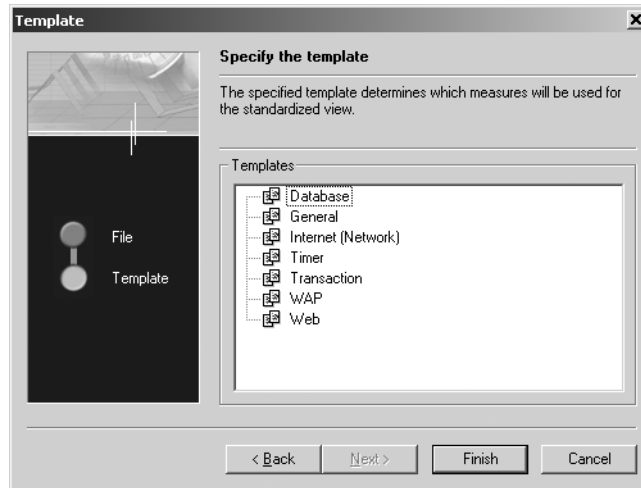 Template
Specify the template
The specified template determines which measures will be used for
the standardized view.
Templates
Database
General
Internet (Network)
Timer
Transaction
WAP
Web
File
Template
< Back
Next >
Finish
Cancel